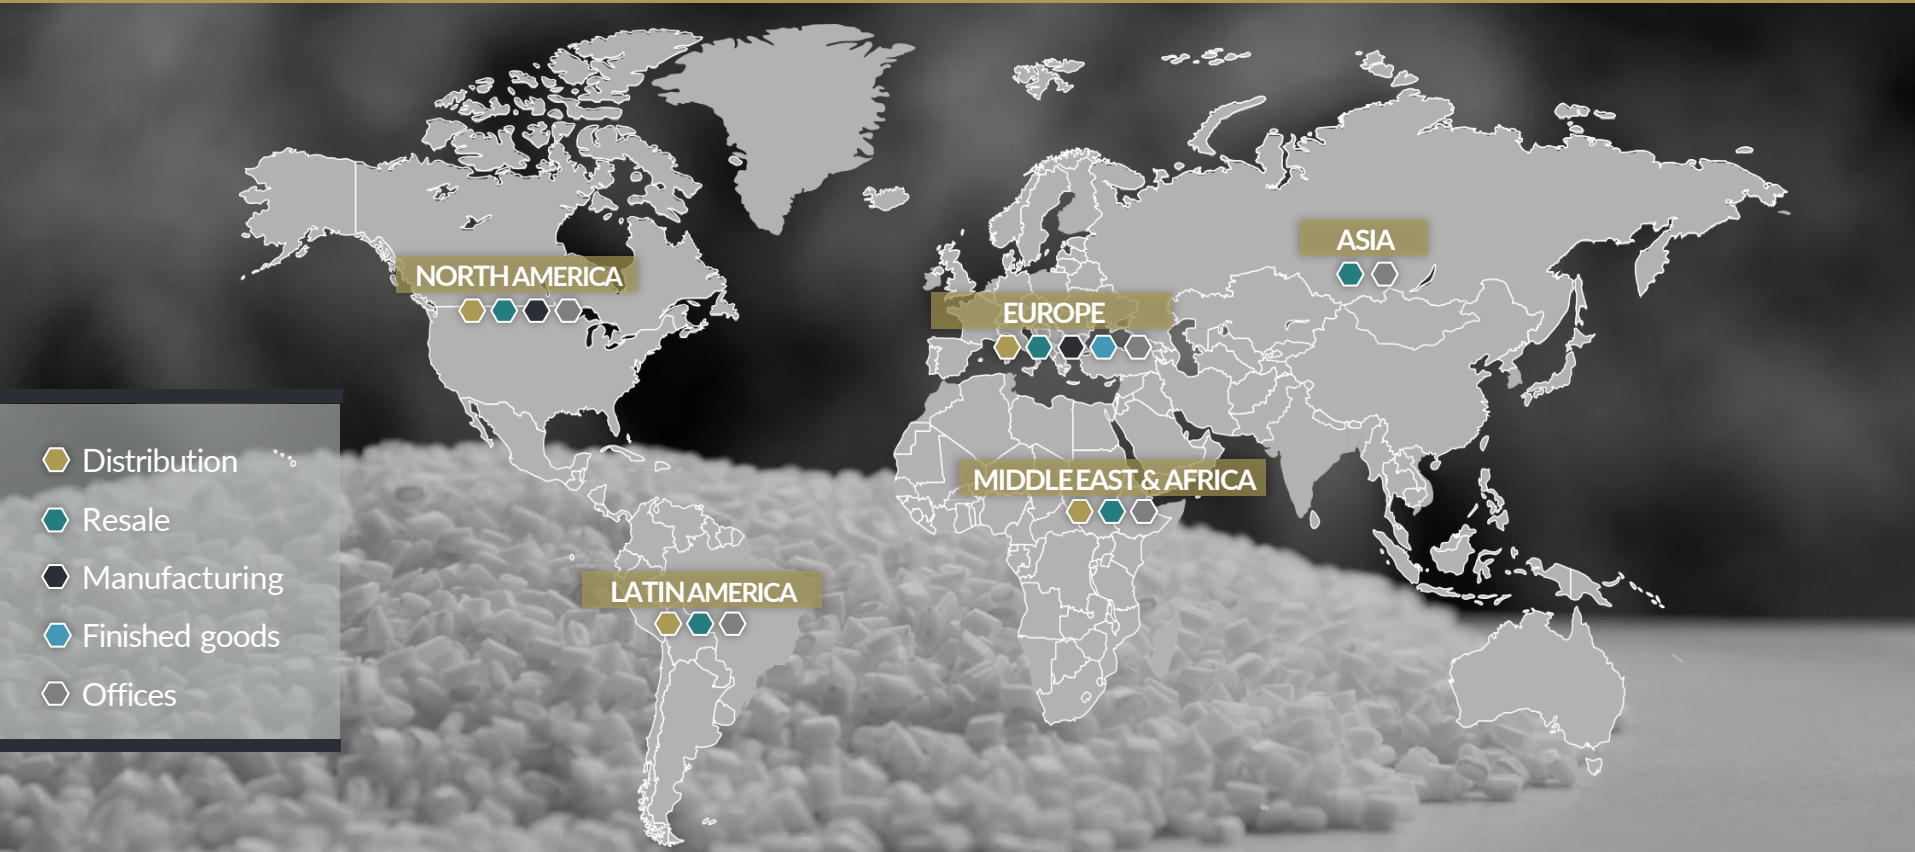 ASIA
NORTH AMERICA
EUROPE
Distribution
MIDDLE EAST & AFRICA
Resale
Manufacturing
LATIN AMERICA
Finished goods
Offices